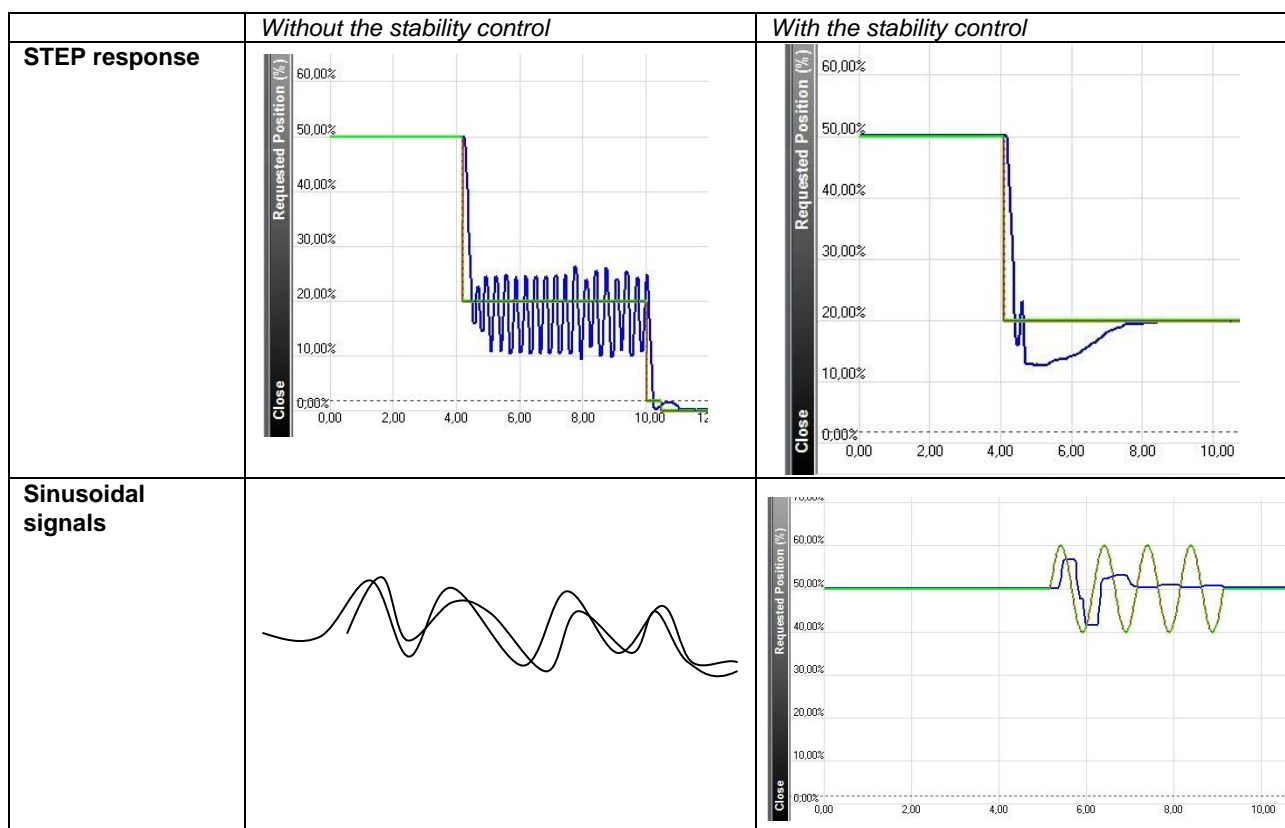 Without the stability control
With the stability control
STEP response
Requested Position (%)
Close
60,00%
50,00%
40,00%
30,00%
20,00%
10,00%
0,00%
0,00 2,00 4,00 6,00 8,00 10,00 12
Requested Position (%)
Close
60,00%
50,00%
40,00%
30,00%
20,00%
10,00%
0,00%
0,00 2,00 4,00 6,00 8,00 10,00
Sinusoidal
signals
Requested Position (%)
Close
70,00%
60,00%
50,00%
40,00%
30,00%
20,00%
10,00%
0,00%
0,00 2,00 4,00 6,00 8,00 10,00